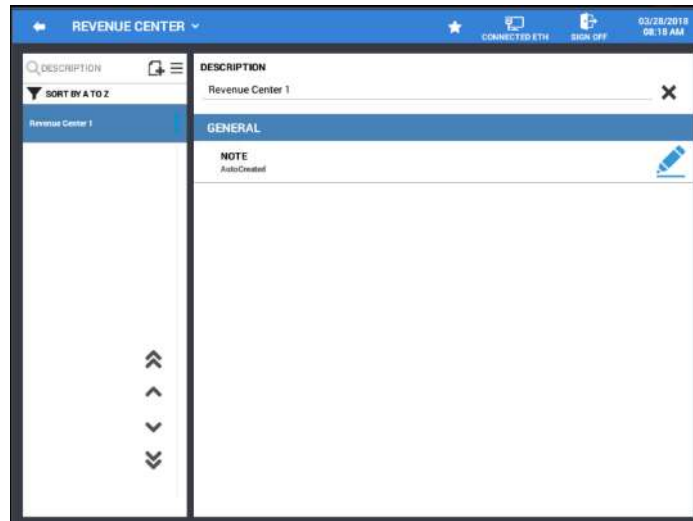 REVENUE CENTER
CONNECTED ETH
SIGN OFF
03/28/2018
08:18 AM
DESCRIPTION
SORT BY A TO Z
Revenue Center 1
DESCRIPTION
Revenue Center 1
GENERAL
NOTE
AutoCreated